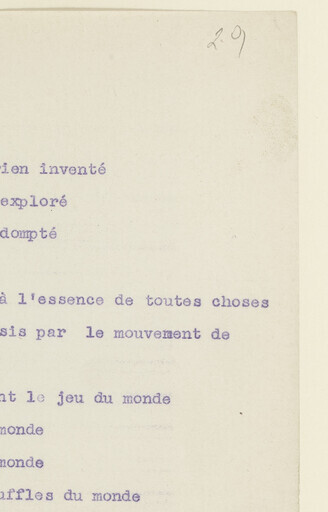 29
rien inventé
exploré
dompté
à l'essence de toutes choses
sis par le mouvement de
nt le jeu du monde
monde
monde
uffles du monde